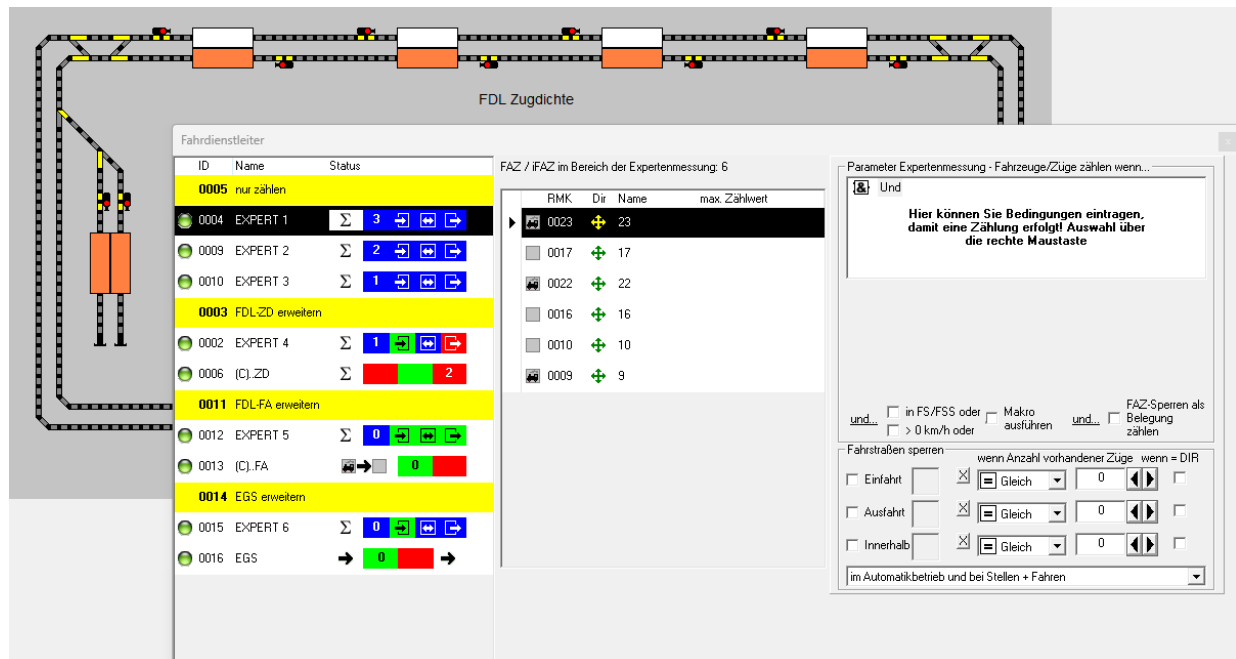 FDL Zugdichte
Fahrdienstleiter
ID Name Status
0005 nur zählen
0004 EXPERT 1 Σ 3
0009 EXPERT 2 Σ 2
0010 EXPERT 3 Σ 1
0003 FDL-ZD erweitern
0002 EXPERT 4 Σ 1
0006 (C)..ZD Σ 2
0011 FDL-FA erweitern
0012 EXPERT 5 Σ 0
0013 (C)..FA 0
0014 EGS erweitern
0015 EXPERT 6 Σ 0
0016 EGS 0
FAZ / iFAZ im Bereich der Expertenmessung: 6
RMK Dir Name max. Zählwert
0023 23
0017 17
0022 22
0016 16
0010 10
0009 9
Parameter Expertenmessung - Fahrzeuge/Züge zählen wenn...
& Und
Hier können Sie Bedingungen eintragen,
damit eine Zählung erfolgt! Auswahl über
die rechte Maustaste
und... in FS/FSS oder
> 0 km/h oder
Makro
ausführen
und... FAZ-Sperren als
Belegung
zählen
Fahrstraßen sperren
wenn Anzahl vorhandener Züge wenn = DIR
Einfahrt X = Gleich 0
Ausfahrt X = Gleich 0
Innerhalb X = Gleich 0
im Automatikbetrieb und bei Stellen + Fahren